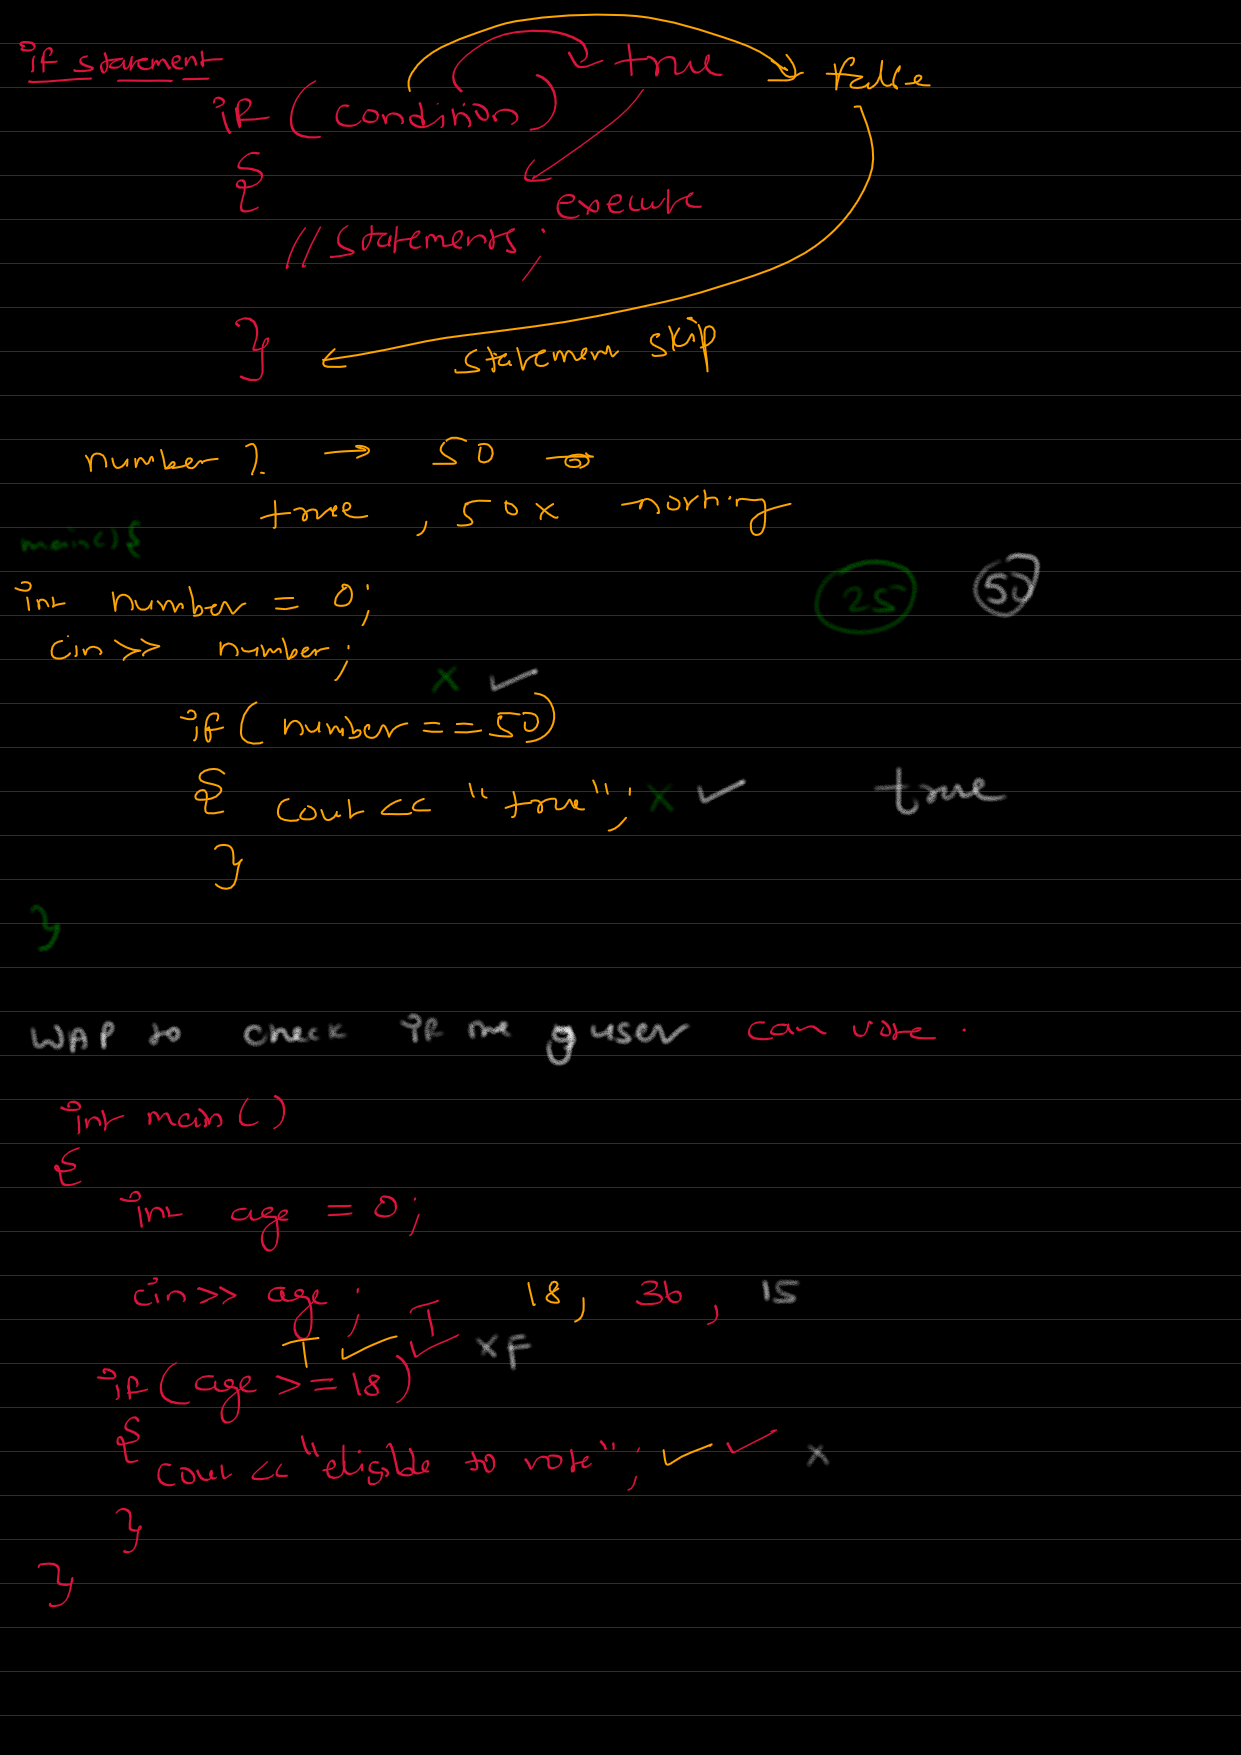 if statement
true
false
if (condition)
{
execute
// statements;
}
statement skip
number ? → 50
true , 50 x nothing
main() {
25 50
int number = 0;
cin >> number;
x ✓
if (number == 50)
{ cout << "true"; x ✓ true
}
}
WAP to check if the user can vote.
int main ()
{
int age = 0;
cin >> age; 18, 36, 15
T ✓ T ✓ x F
if (age >= 18)
{
cout << "eligible to vote"; ✓ ✓ x
}
}